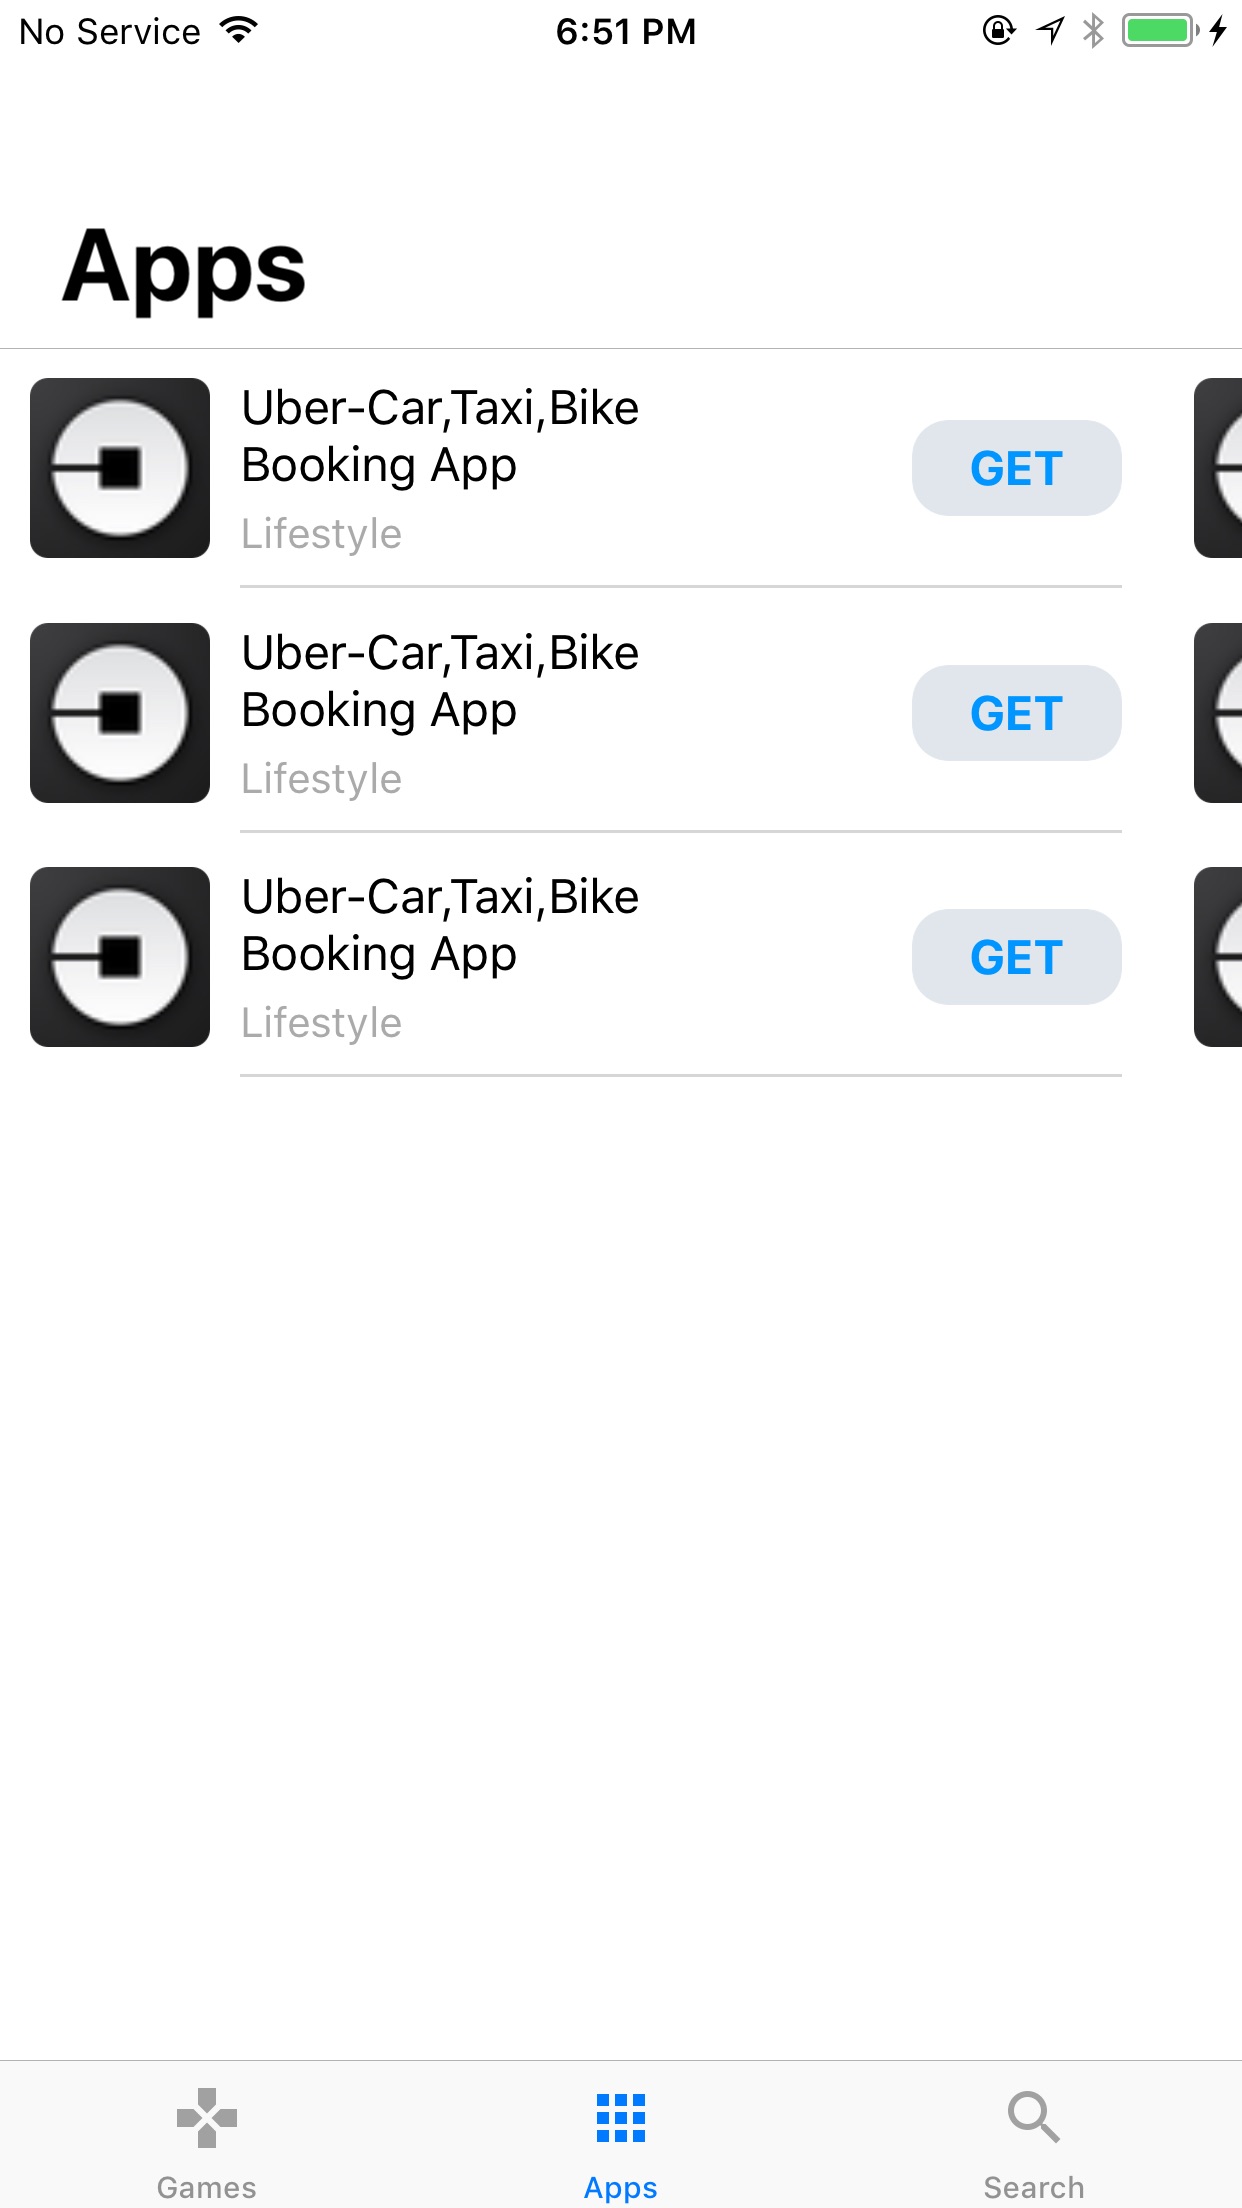 No Service
6:51 PM
Apps
Uber-Car,Taxi,Bike
Booking App
Lifestyle
GET
Uber-Car,Taxi,Bike
Booking App
Lifestyle
GET
Uber-Car,Taxi,Bike
Booking App
Lifestyle
GET
Games
Apps
Search